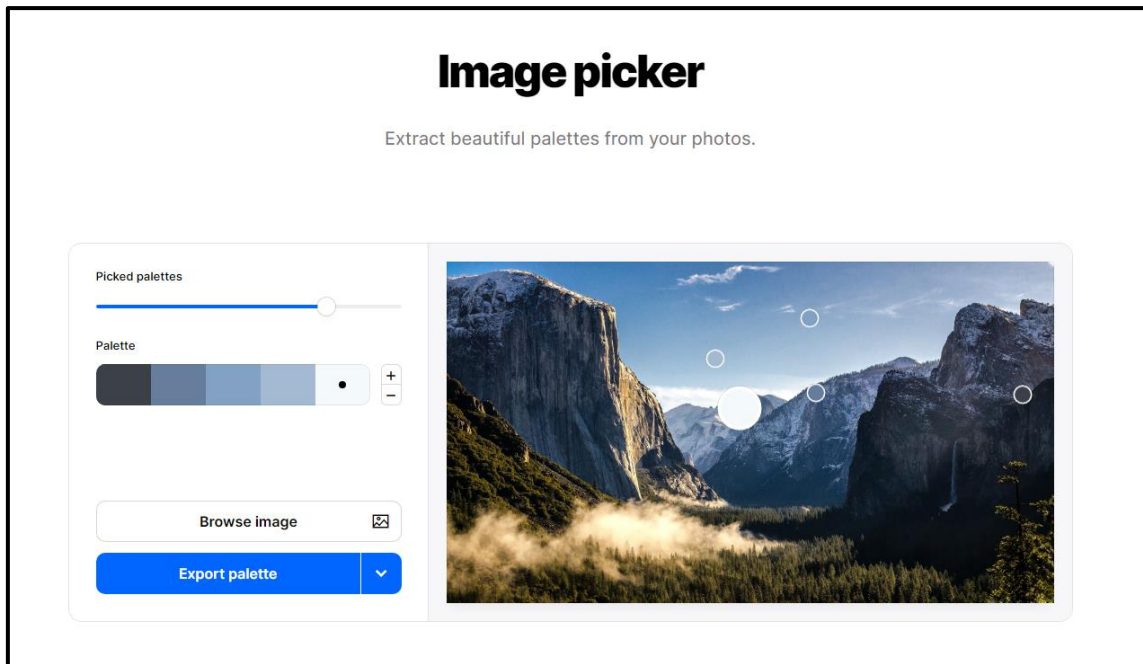 Image picker
Extract beautiful palettes from your photos.
Picked palettes
Palette
+
−
Browse image
Export palette